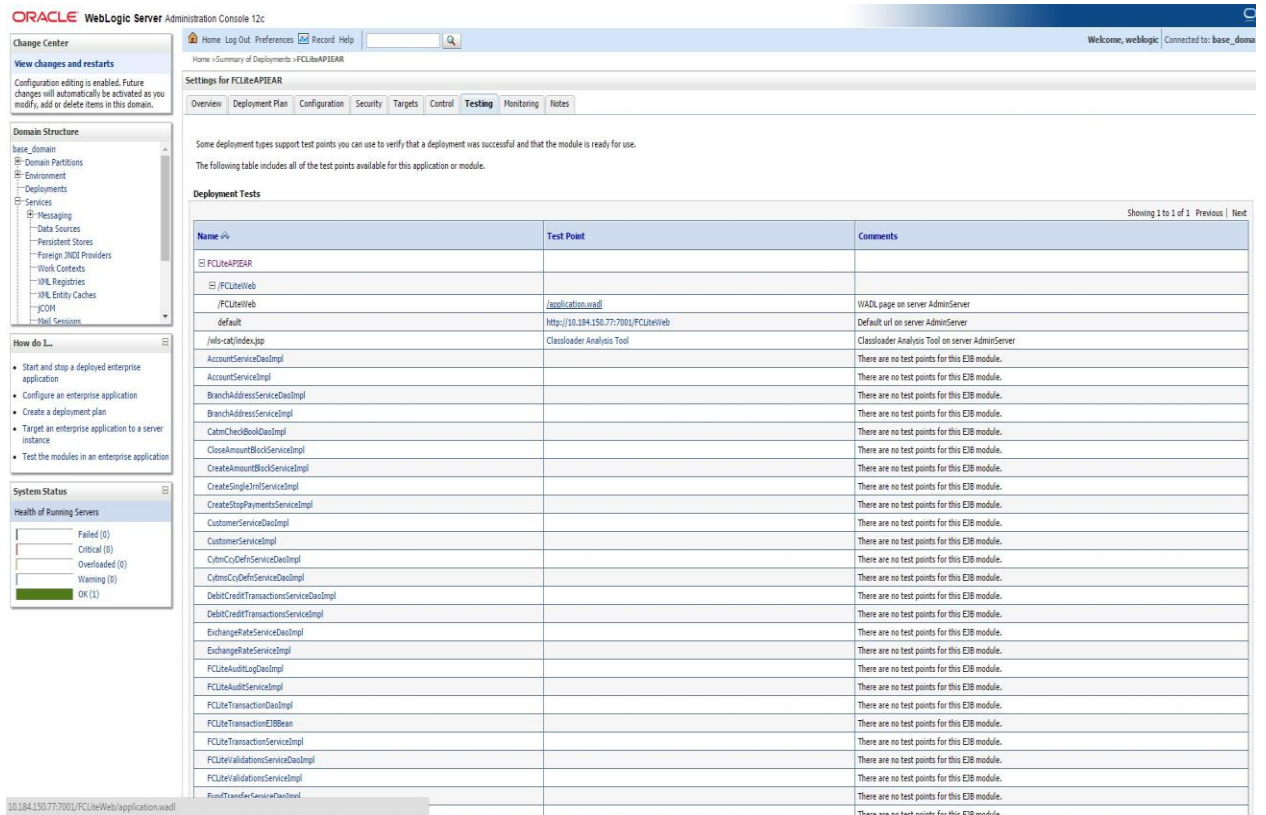 ORACLE WebLogic Server Administration Console 12c
Change Center
View changes and restarts
Configuration editing is enabled. Future
changes will automatically be activated as you
modify, add or delete items in this domain.
Domain Structure
base_domain
Domain Partitions
Environment
Deployments
Services
Messaging
Data Sources
Persistent Stores
Foreign JNDI Providers
Work Contexts
XML Registries
XML Entity Caches
jCOM
Mail Sessions
How do I...
Start and stop a deployed enterprise
application
Configure an enterprise application
Create a deployment plan
Target an enterprise application to a server
instance
Test the modules in an enterprise application
System Status
Health of Running Servers
Failed (0)
Critical (0)
Overloaded (0)
Warning (0)
OK (1)
Home Log Out Preferences Record Help
Welcome, weblogic Connected to: base_doma
Home >Summary of Deployments >FCLiteAPIEAR
Settings for FCLiteAPIEAR
Overview Deployment Plan Configuration Security Targets Control Testing Monitoring Notes
Some deployment types support test points you can use to verify that a deployment was successful and that the module is ready for use.
The following table includes all of the test points available for this application or module.
Deployment Tests
Showing 1 to 1 of 1 Previous | Next
Name Test Point Comments
FCLiteAPIEAR
/FCLiteWeb
/FCLiteWeb /application.wadl WADL page on server AdminServer
default http://10.184.150.77:7001/FCLiteWeb Default url on server AdminServer
/wls-cat/index.jsp Classloader Analysis Tool Classloader Analysis Tool on server AdminServer
AccountServiceDaoImpl There are no test points for this EJB module.
AccountServiceImpl There are no test points for this EJB module.
BranchAddressServiceDaoImpl There are no test points for this EJB module.
BranchAddressServiceImpl There are no test points for this EJB module.
CatmCheckBookDaoImpl There are no test points for this EJB module.
CloseAmountBlockServiceImpl There are no test points for this EJB module.
CreateAmountBlockServiceImpl There are no test points for this EJB module.
CreateSingleJrnlServiceImpl There are no test points for this EJB module.
CreateStopPaymentsServiceImpl There are no test points for this EJB module.
CustomerServiceDaoImpl There are no test points for this EJB module.
CustomerServiceImpl There are no test points for this EJB module.
CytmCcyDefnServiceDaoImpl There are no test points for this EJB module.
CytmsCcyDefnServiceImpl There are no test points for this EJB module.
DebitCreditTransactionsServiceDaoImpl There are no test points for this EJB module.
DebitCreditTransactionsServiceImpl There are no test points for this EJB module.
ExchangeRateServiceDaoImpl There are no test points for this EJB module.
ExchangeRateServiceImpl There are no test points for this EJB module.
FCLiteAuditLogDaoImpl There are no test points for this EJB module.
FCLiteAuditServiceImpl There are no test points for this EJB module.
FCLiteTransactionDaoImpl There are no test points for this EJB module.
FCLiteTransactionEJBBean There are no test points for this EJB module.
FCLiteTransactionServiceImpl There are no test points for this EJB module.
FCLiteValidationsServiceDaoImpl There are no test points for this EJB module.
FCLiteValidationsServiceImpl There are no test points for this EJB module.
FundTransferServiceDaoImpl There are no test points for this EJB module.
There are no test points for this EJB module.
10.184.150.77:7001/FCLiteWeb/application.wadl